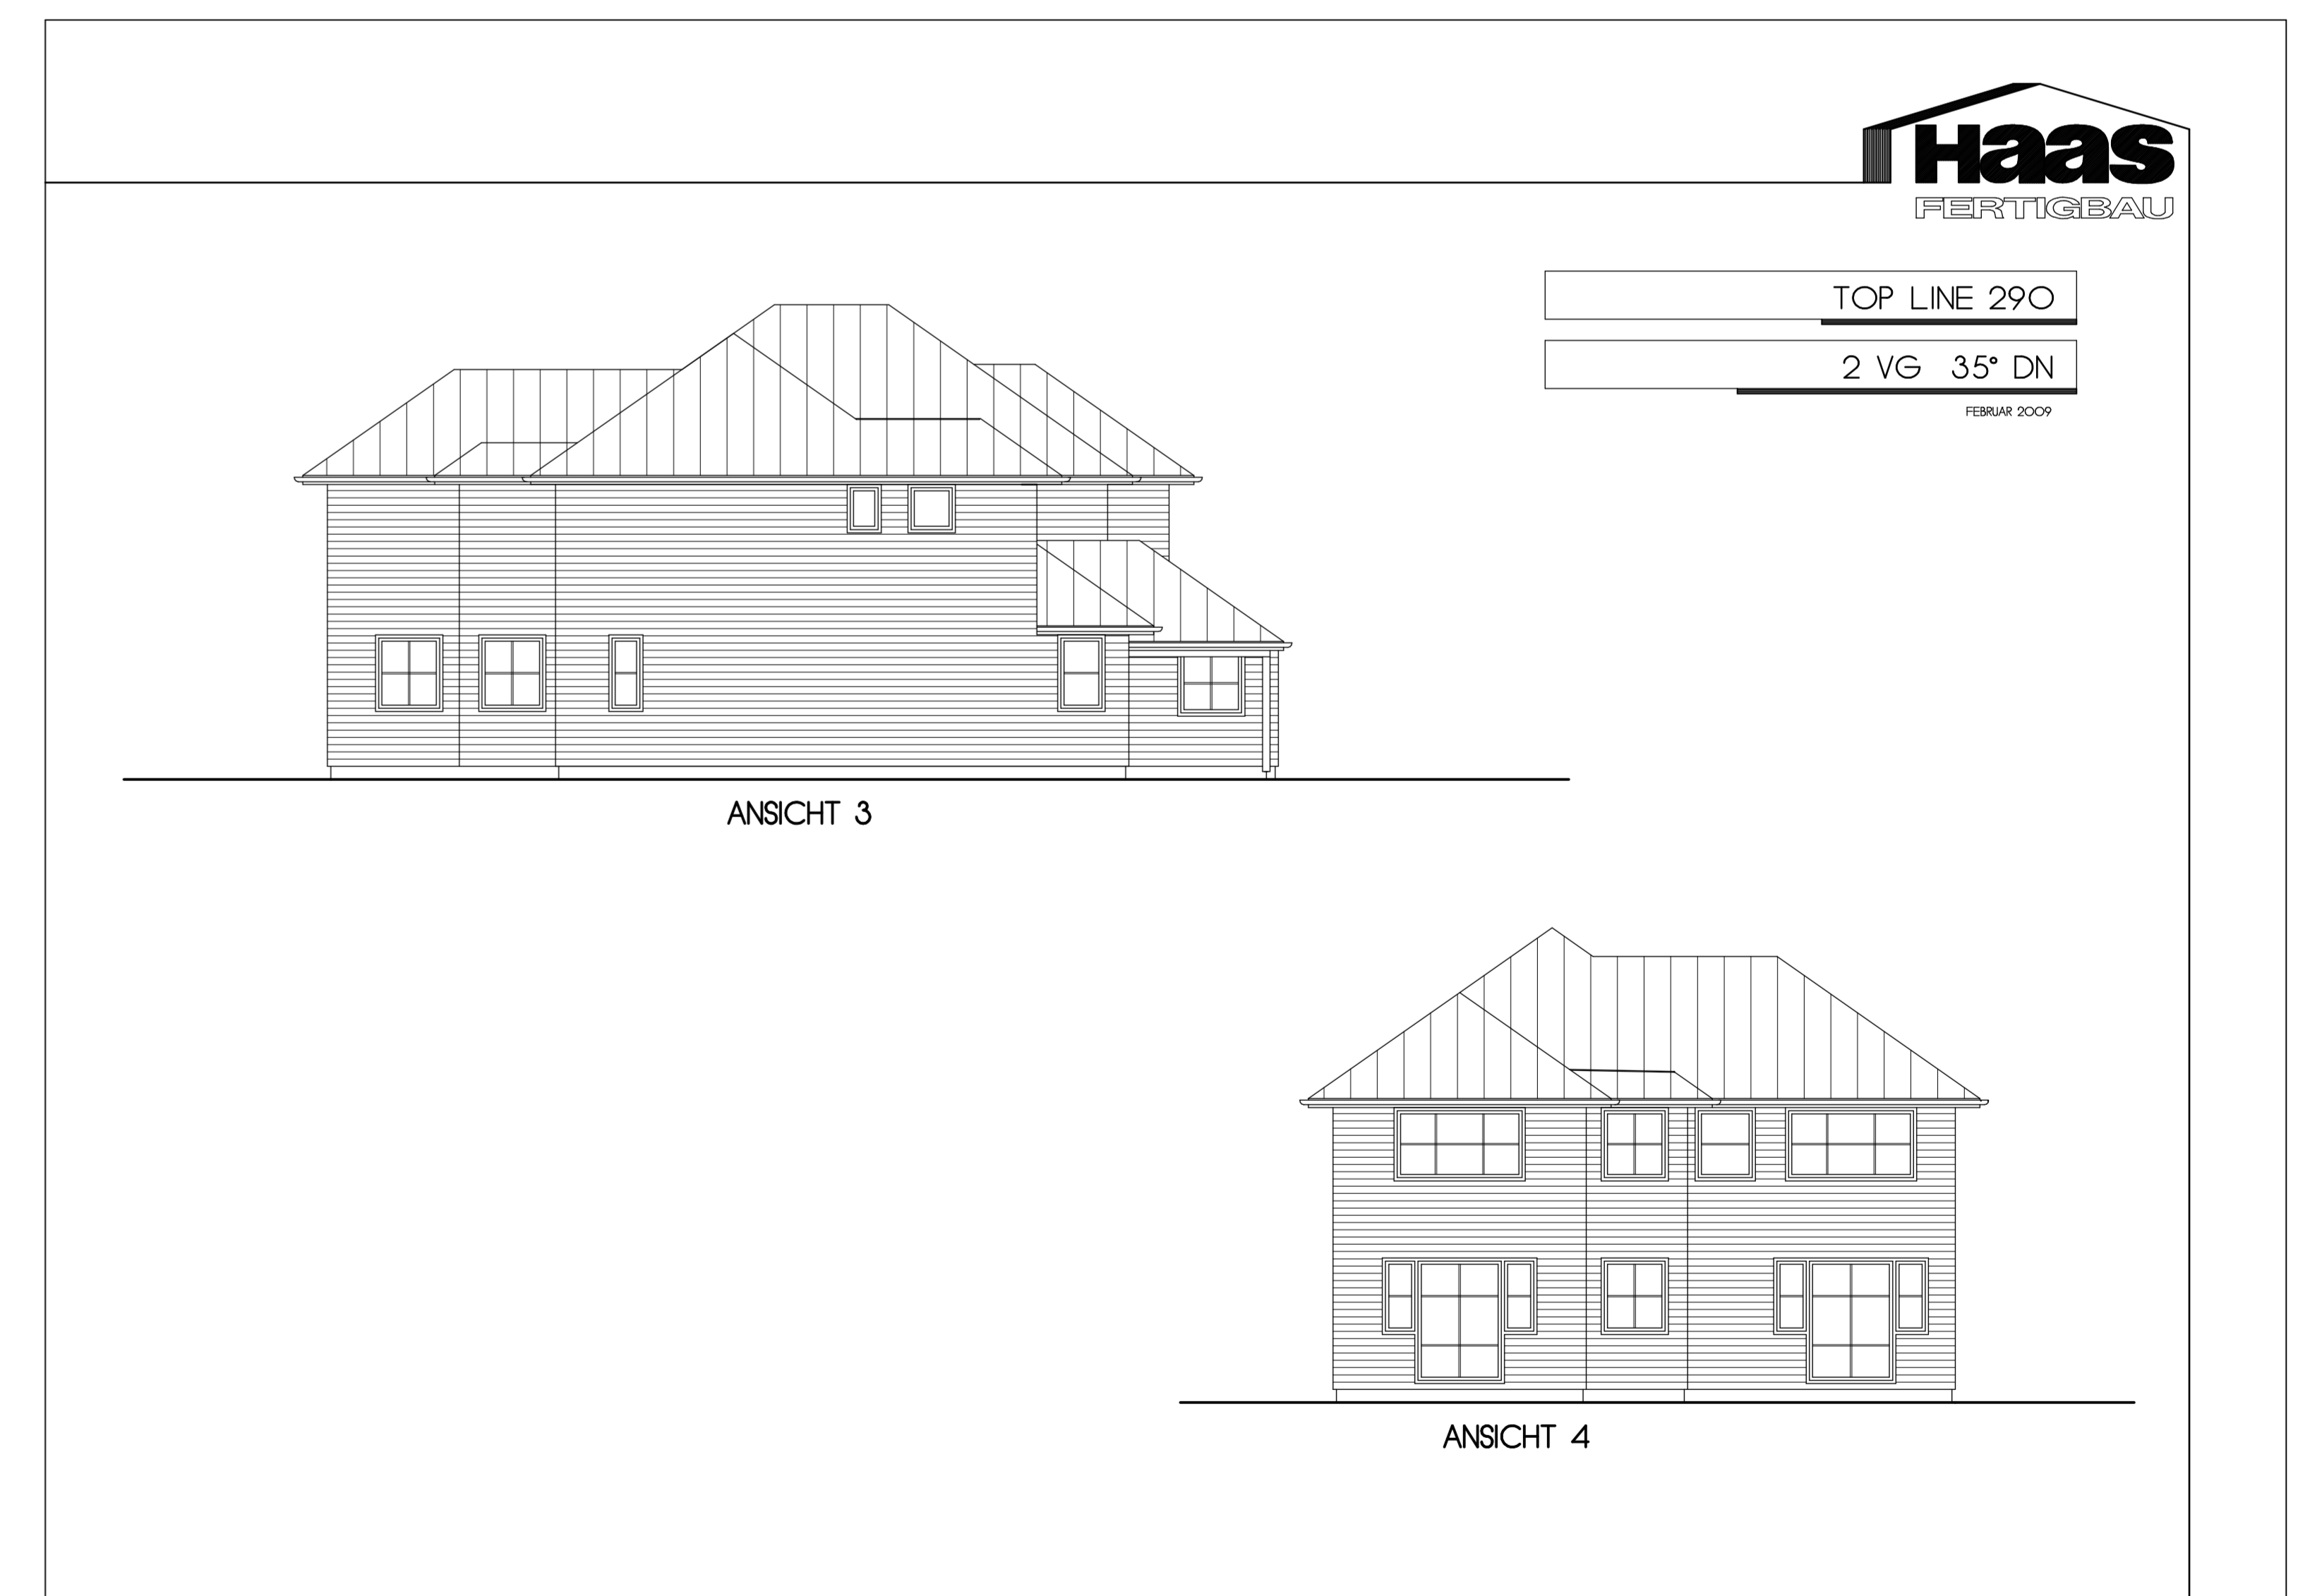 Haas
FERTIGBAU
TOP LINE 290
2 VG 35° DN
FEBRUAR 2009
ANSICHT 3
ANSICHT 4